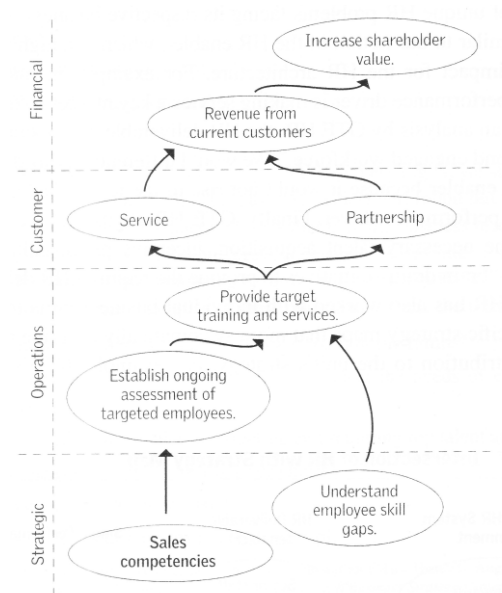 Financial
Increase shareholder
value.
Revenue from
current customers
Customer
Service
Partnership
Operations
Provide target
training and services.
Establish ongoing
assessment of
targeted employees.
Strategic
Understand
employee skill
gaps.
Sales
competencies